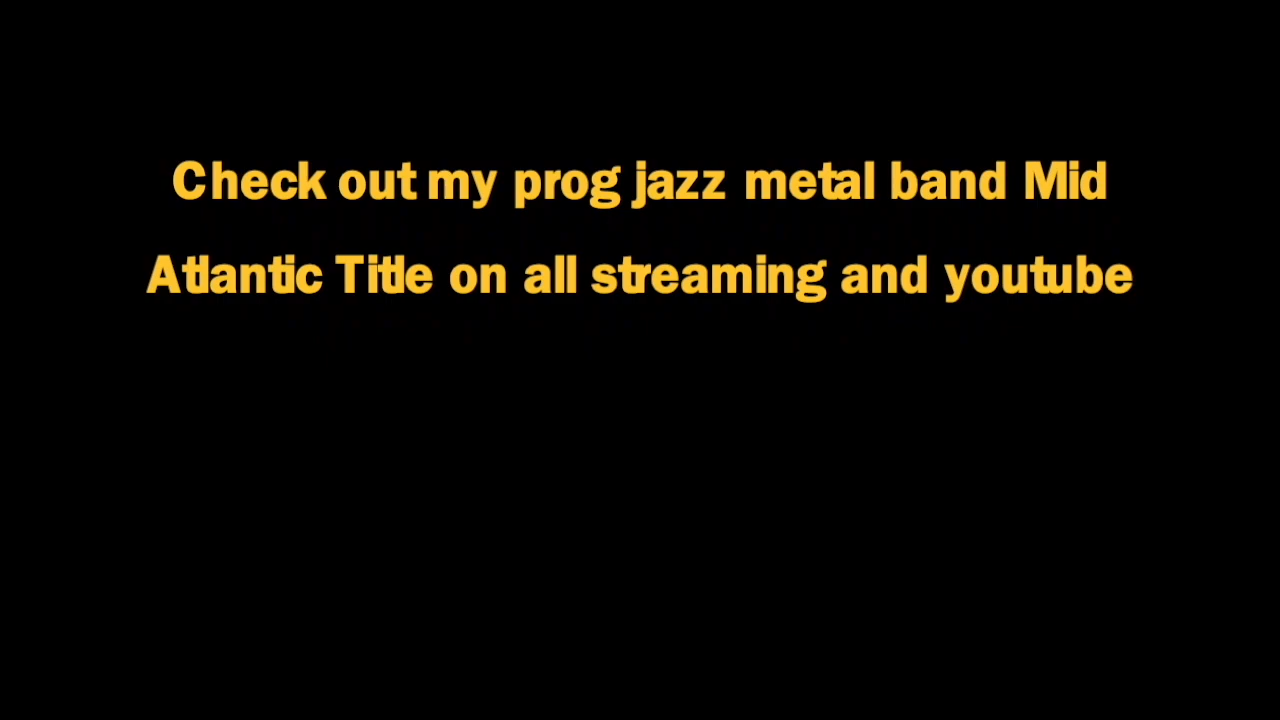 Check out my prog jazz metal band Mid
Atlantic Title on all streaming and youtube